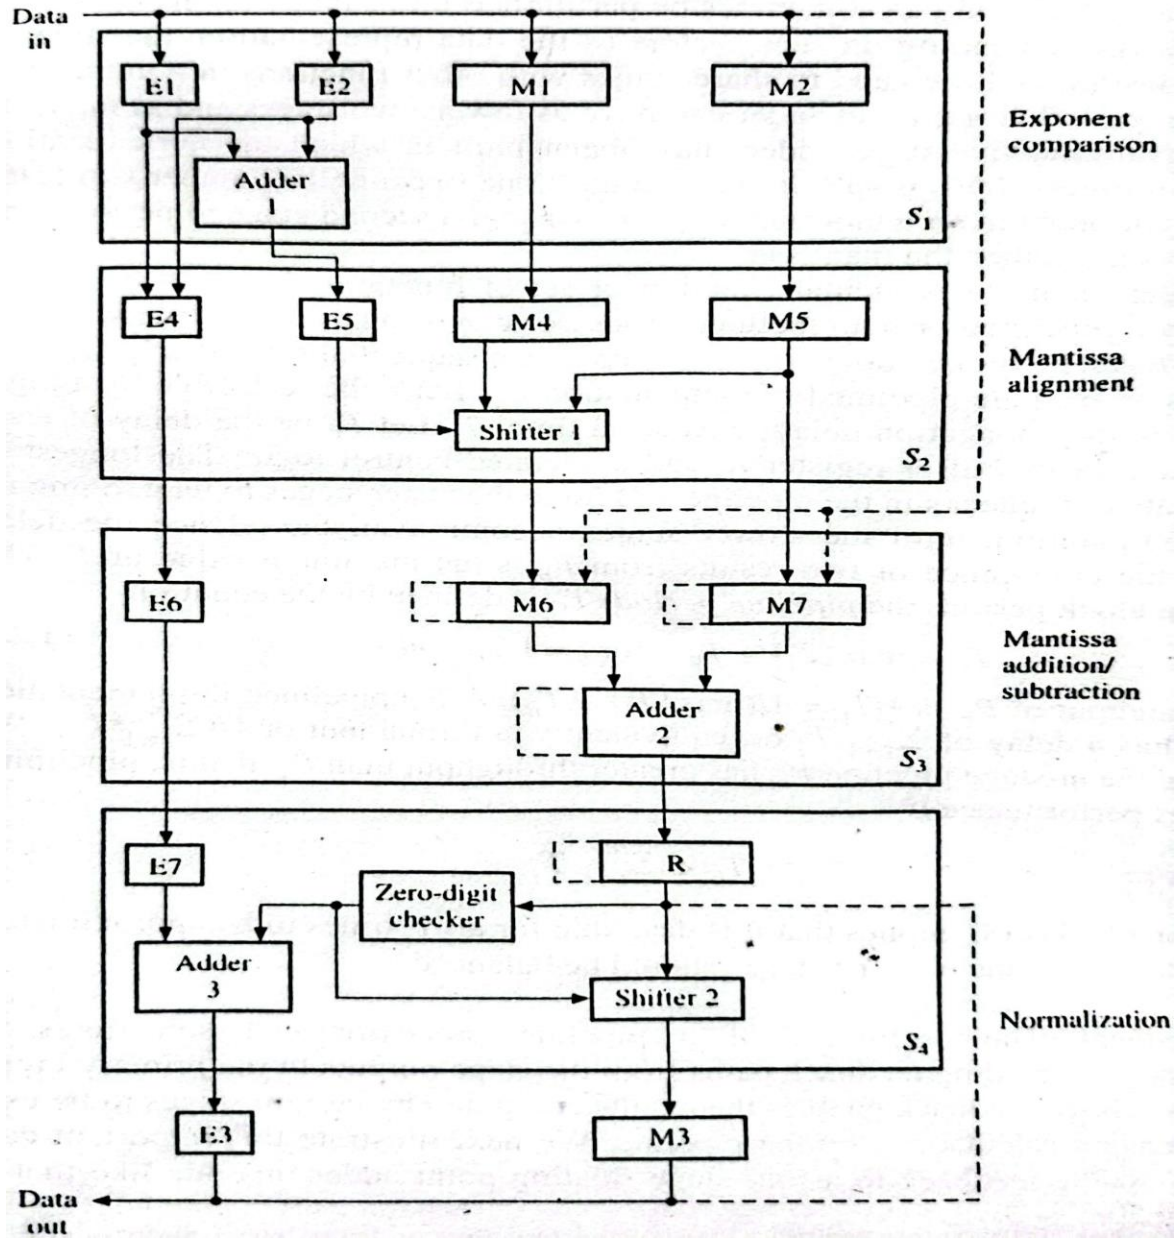 Data
in
E1
E2
M1
M2
Exponent
comparison
Adder
1
S1
E4
E5
M4
M5
Mantissa
alignment
Shifter 1
S2
E6
M6
M7
Mantissa
addition/
subtraction
Adder
2
S3
E7
R
Zero-digit
checker
Adder
3
Shifter 2
Normalization
S4
E3
M3
Data
out